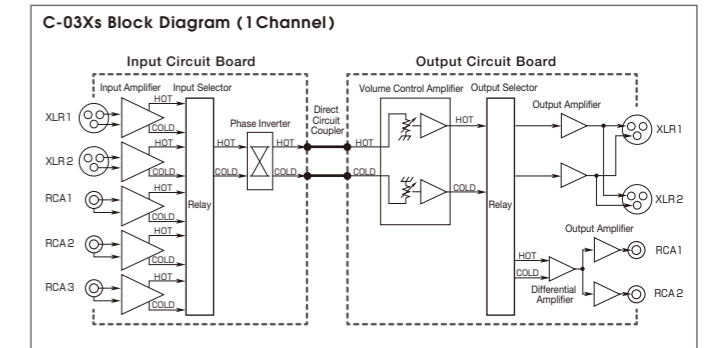 C-03Xs Block Diagram (1Channel)
Input Circuit Board
Output Circuit Board
Input Amplifier
Input Selector
Volume Control Amplifier
Output Selector
HOT
Direct
Circuit
Coupler
Output Amplifier
XLR1
Phase Inverter
XLR1
COLD
HOT
HOT
HOT
HOT
HOT
XLR2
COLD
COLD
COLD
COLD
COLD
HOT
RCA1
Relay
Relay
XLR2
COLD
HOT
Output Amplifier
RCA2
HOT
RCA1
COLD
COLD
HOT
Differential
Amplifier
RCA3
RCA2
COLD